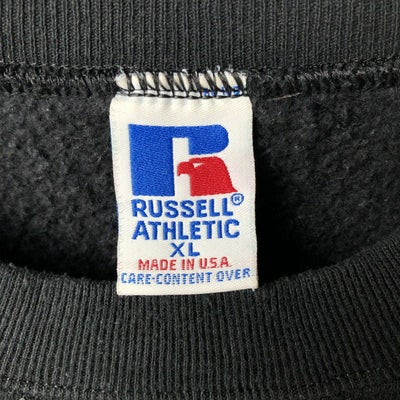 RUSSELL®
ATHLETIC
XL
MADE IN U.S.A.
CARE-CONTENT OVER